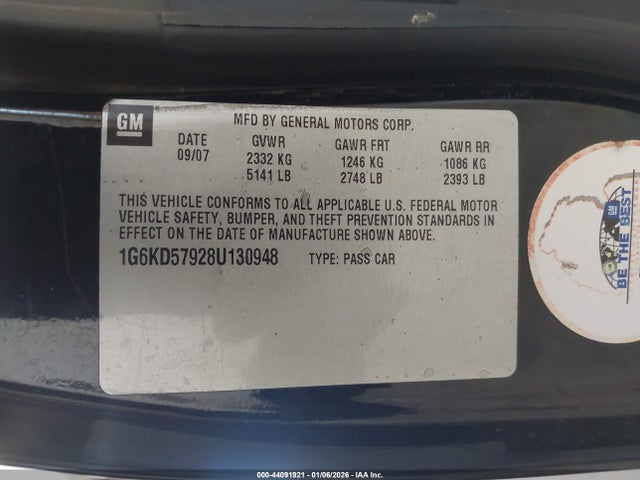 GM
MFD BY GENERAL MOTORS CORP.
DATE GVWR GAWR FRT GAWR RR
09/07 2332 KG 1246 KG 1086 KG
5141 LB 2748 LB 2393 LB
THIS VEHICLE CONFORMS TO ALL APPLICABLE U.S. FEDERAL MOTOR
VEHICLE SAFETY, BUMPER, AND THEFT PREVENTION STANDARDS IN
EFFECT ON THE DATE OF MANUFACTURE SHOWN ABOVE.
1G6KD57928U130948 TYPE: PASS CAR
GM
BE THE BEST
000-44091921 - 01/06/2026 - IAA Inc.